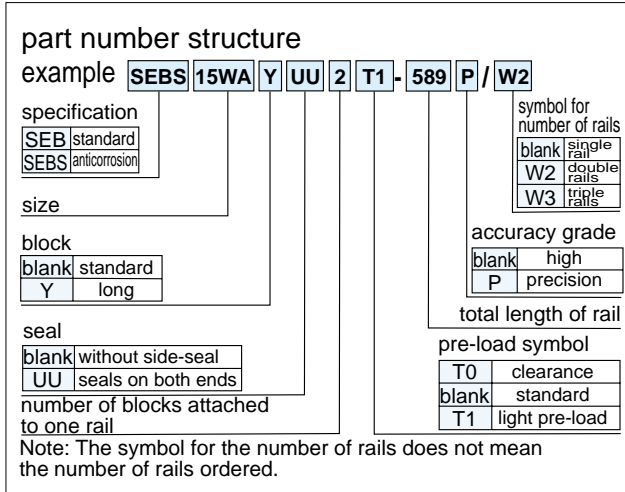 part number structure
example SEBS 15WA Y UU 2 T1 - 589 P / W2
specification
SEB standard
SEBS anticorrosion
size
block
blank standard
Y long
seal
blank without side-seal
UU seals on both ends
number of blocks attached
to one rail
symbol for
number of rails
blank single
rail
W2 double
rails
W3 triple
rails
accuracy grade
blank high
P precision
total length of rail
pre-load symbol
T0 clearance
blank standard
T1 light pre-load
Note: The symbol for the number of rails does not mean
the number of rails ordered.